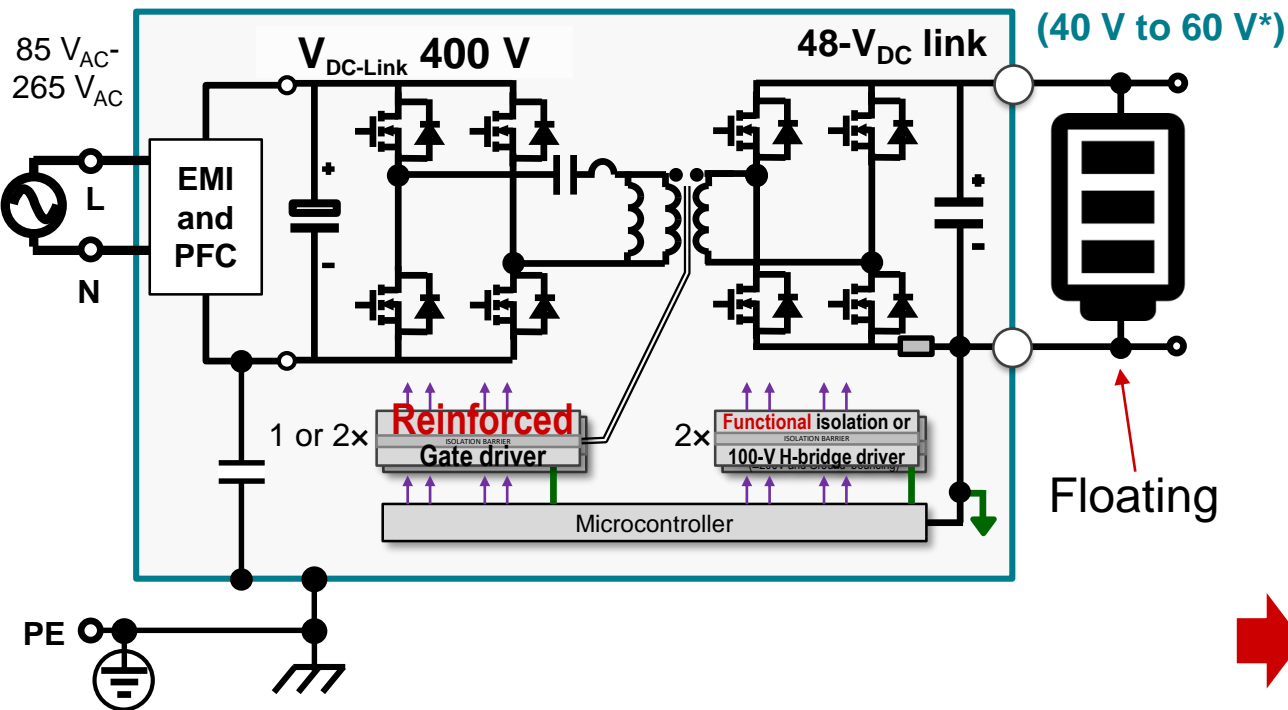 85 VAC-
265 VAC
VDC-Link 400 V
48-VDC link
(40 V to 60 V*)
L
N
EMI
and
PFC
+
-
+
-
1 or 2×
Reinforced
ISOLATION BARRIER
Gate driver
2×
Functional isolation or
ISOLATION BARRIER
100-V H-bridge driver
Microcontroller
Floating
PE